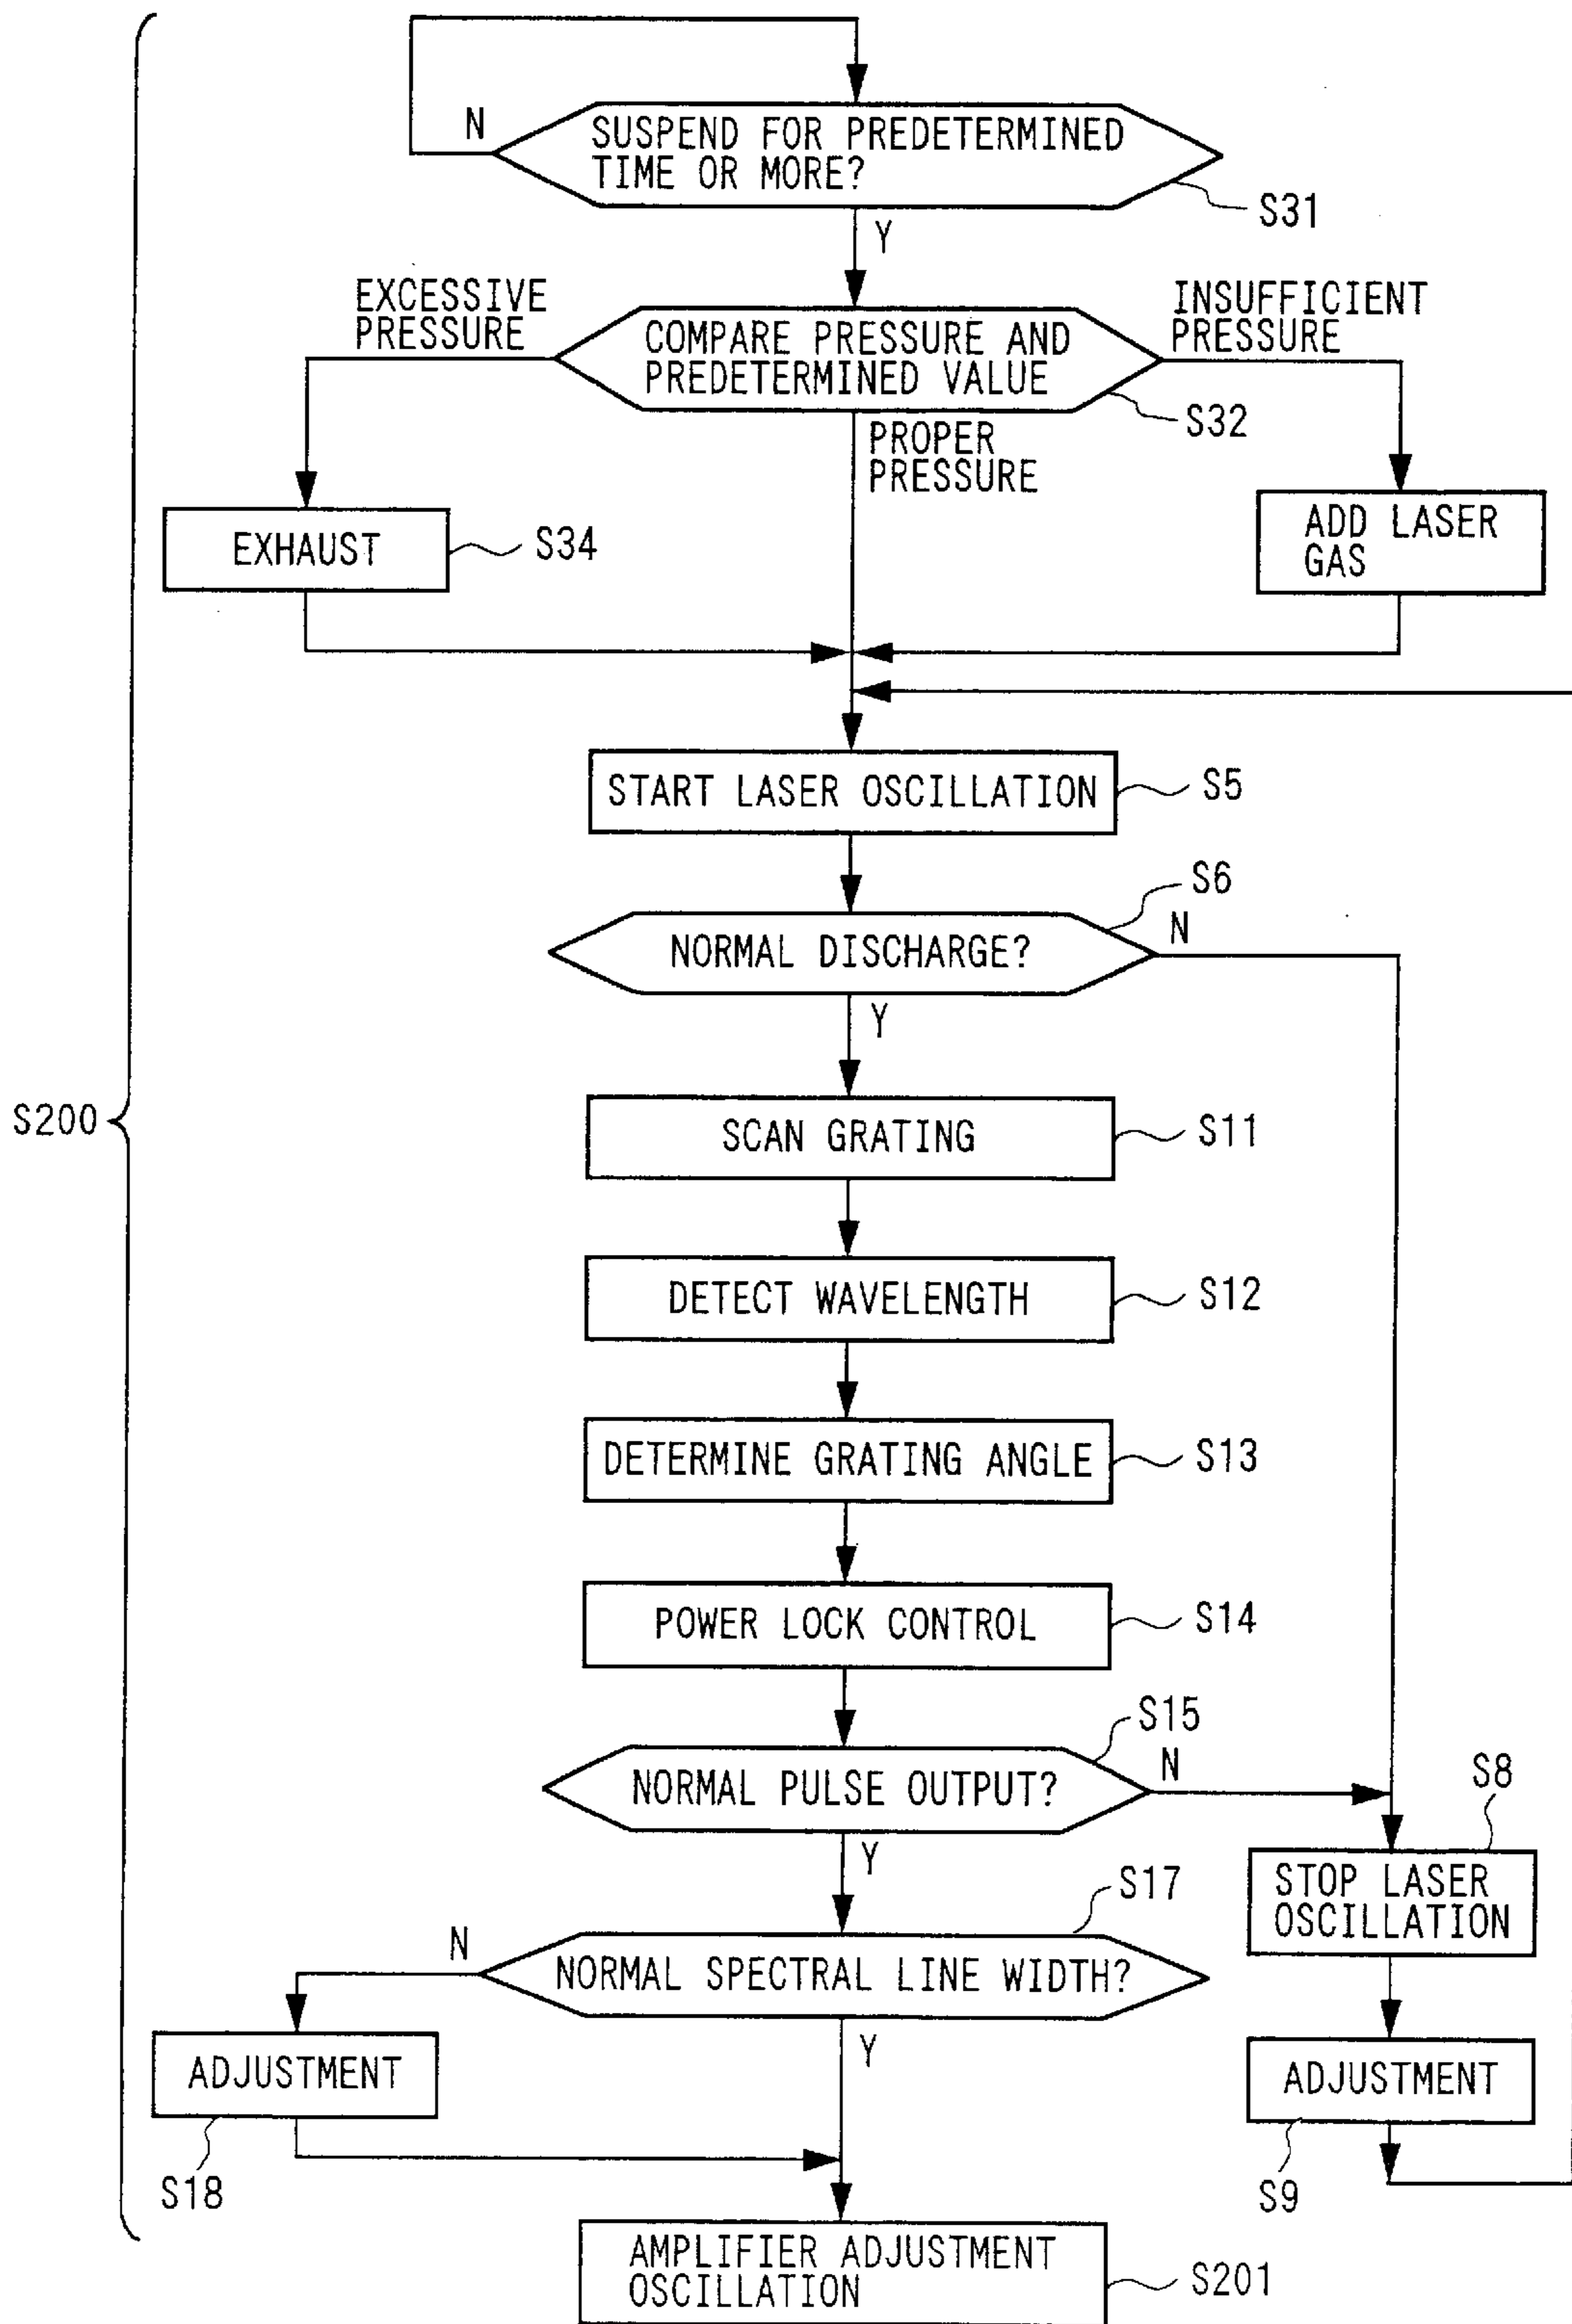 N
SUSPEND FOR PREDETERMINED
TIME OR MORE?
S31
Y
EXCESSIVE
PRESSURE
INSUFFICIENT
PRESSURE
COMPARE PRESSURE AND
PREDETERMINED VALUE
S32
PROPER
PRESSURE
EXHAUST
S34
ADD LASER
GAS
START LASER OSCILLATION
S5
S6
NORMAL DISCHARGE?
N
Y
S200
SCAN GRATING
S11
DETECT WAVELENGTH
S12
DETERMINE GRATING ANGLE
S13
POWER LOCK CONTROL
S14
S15
NORMAL PULSE OUTPUT?
N
S8
Y
STOP LASER
OSCILLATION
S17
N
NORMAL SPECTRAL LINE WIDTH?
Y
ADJUSTMENT
ADJUSTMENT
S18
S9
AMPLIFIER ADJUSTMENT
OSCILLATION
S201